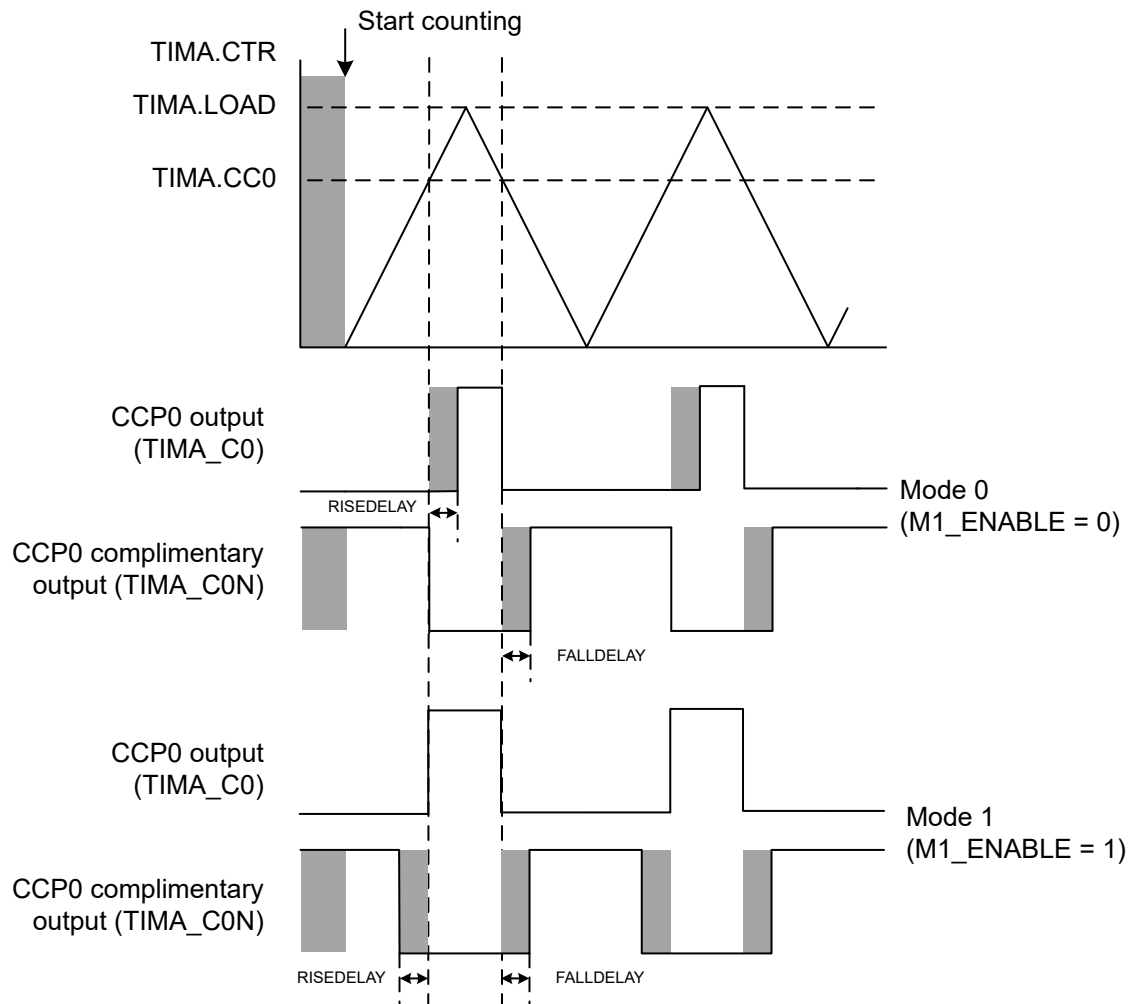 Start counting
TIMA.CTR
TIMA.LOAD
TIMA.CC0
CCP0 output
(TIMA_C0)
RISEDELAY
Mode 0
(M1_ENABLE = 0)
CCP0 complimentary
output (TIMA_C0N)
FALLDELAY
CCP0 output
(TIMA_C0)
Mode 1
(M1_ENABLE = 1)
CCP0 complimentary
output (TIMA_C0N)
RISEDELAY
FALLDELAY